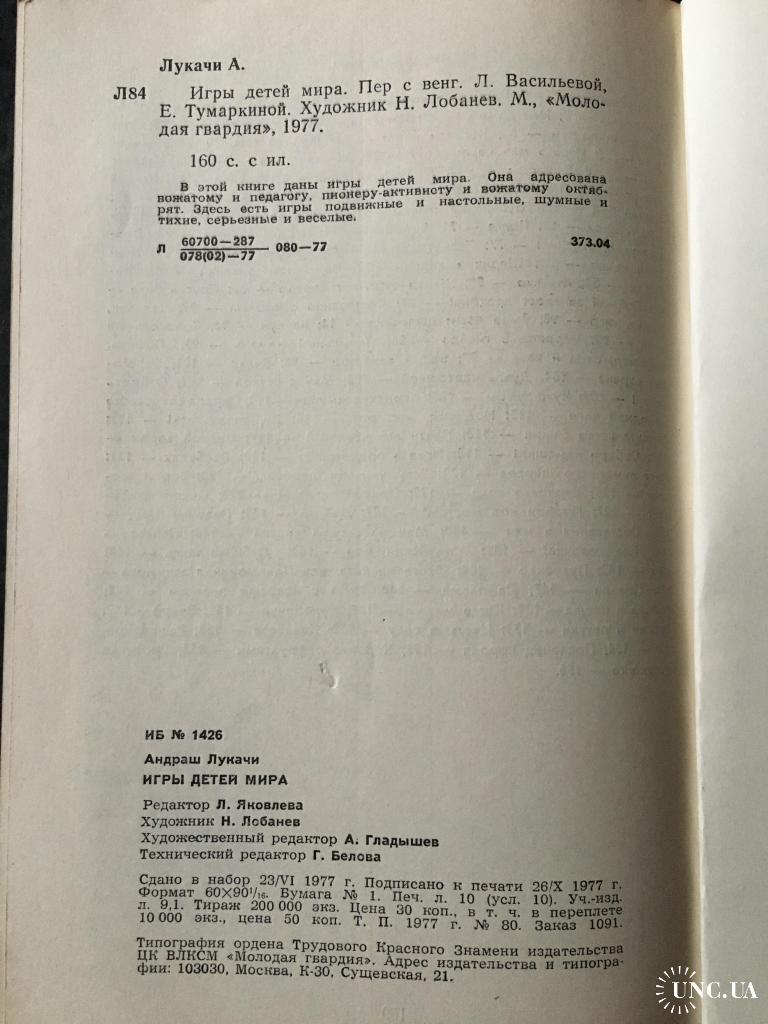 Лукачи А.
Л84 Игры детей мира. Пер с венг. Л. Васильевой,
Е. Тумаркиной. Художник Н. Лобанев. М., «Моло-
дая гвардия», 1977.
160 с. с ил.
В этой книге даны игры детей мира. Она адресована
вожатому и педагогу, пионеру-активисту и вожатому октяб-
рят. Здесь есть игры подвижные и настольные, шумные и
тихие, серьезные и веселые.
60700—287
Л 080—77 373.04
078(02)—77
ИБ № 1426
Андраш Лукачи
ИГРЫ ДЕТЕЙ МИРА
Редактор Л. Яковлева
Художник Н. Лобанев
Художественный редактор А. Гладышев
Технический редактор Г. Белова
Сдано в набор 23/VI 1977 г. Подписано к печати 26/X 1977 г.
Формат 60×90¹/₁₆. Бумага № 1. Печ. л. 10 (усл. 10). Уч.-изд.
л. 9,1. Тираж 200 000 экз. Цена 30 коп., в т. ч. в переплете
10 000 экз., цена 50 коп. Т. П. 1977 г. № 80. Заказ 1091.
Типография ордена Трудового Красного Знамени издательства
ЦК ВЛКСМ «Молодая гвардия». Адрес издательства и типогра-
фии: 103030, Москва, К-30, Сущевская, 21.
UNC.UA